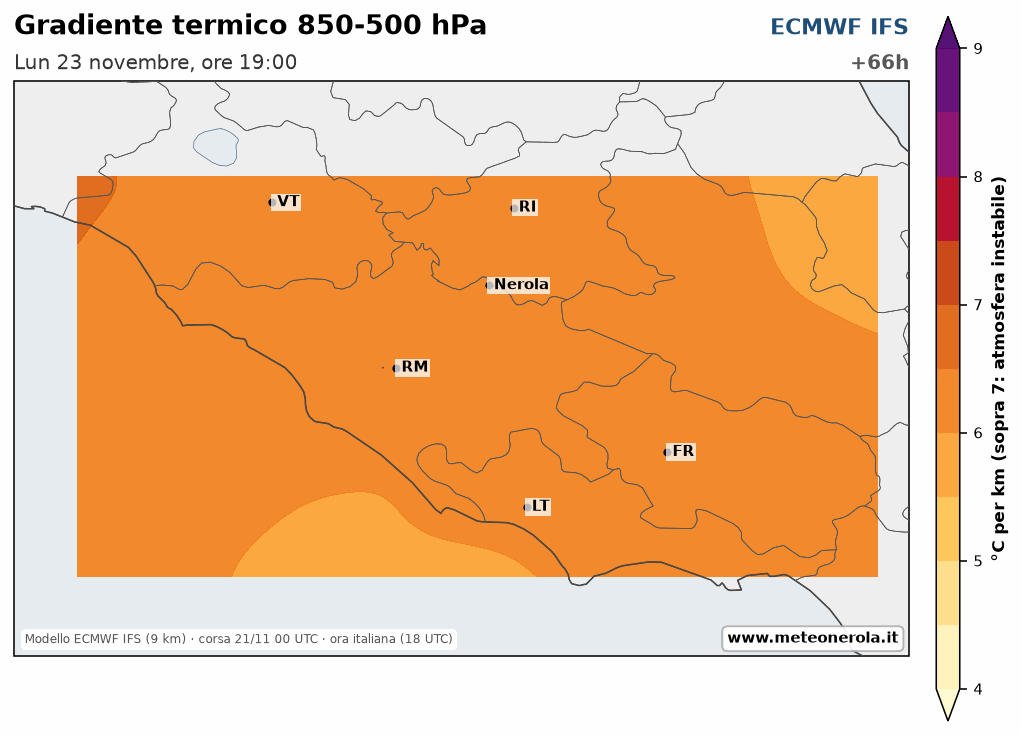 Gradiente termico 850-500 hPa
ECMWF IFS
Lun 23 novembre, ore 19:00
+66h
VT
RI
Nerola
RM
FR
LT
Modello ECMWF IFS (9 km) · corsa 21/11 00 UTC · ora italiana (18 UTC)
www.meteonerola.it
9
8
7
6
5
4
°C per km (sopra 7: atmosfera instabile)